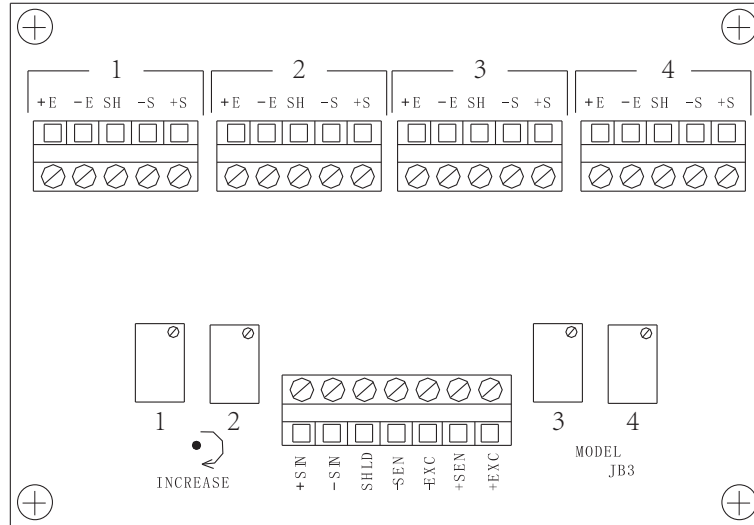 1 2 3 4
+E −E SH −S +S +E −E SH −S +S +E −E SH −S +S +E −E SH −S +S
1 2 3 4
INCREASE
+SIN −SIN SHLD −SEN −EXC +SEN +EXC
MODEL
JB3